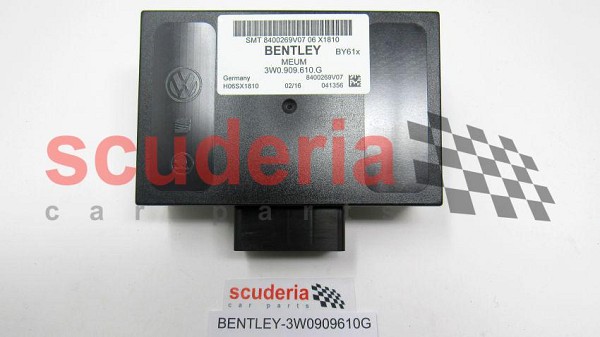 SMT 8400269V07 06 X1810
BENTLEY BY61x
MEUM
3W0.909.610.G
Germany 8400269V07
H06SX1810 02/16 041356
scuderia
car parts
scuderia
car parts
BENTLEY-3W0909610G